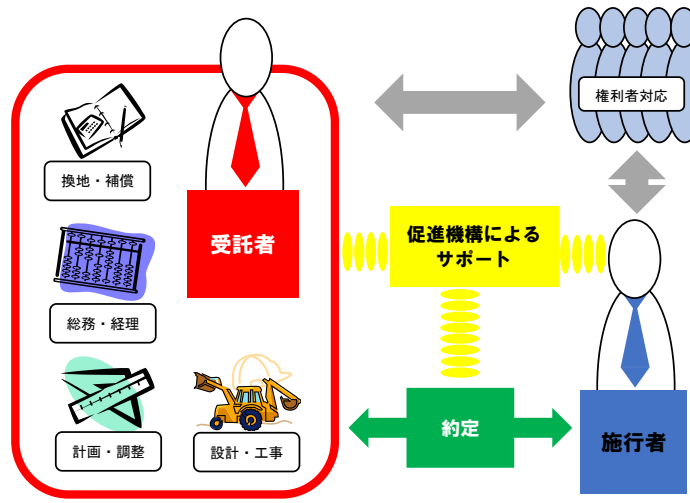 権利者対応
換地・補償
受託者
促進機構による
サポート
総務・経理
計画・調整
設計・工事
約定
施行者